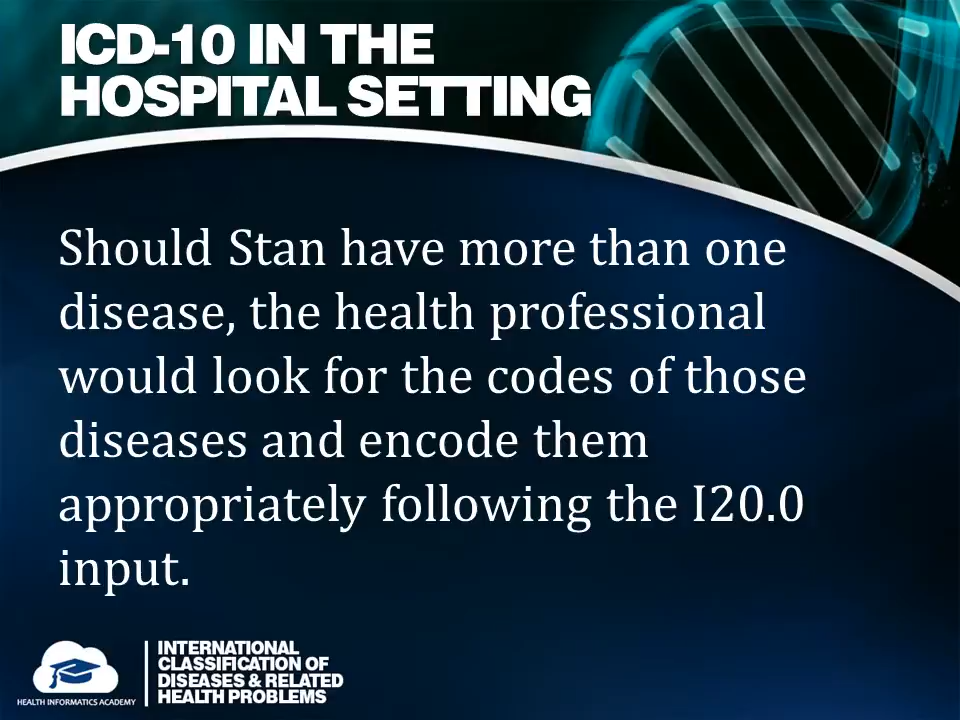 ICD-10 IN THE
HOSPITAL SETTING
Should Stan have more than one
disease, the health professional
would look for the codes of those
diseases and encode them
appropriately following the I20.0
input.
HEALTH INFORMATICS ACADEMY
INTERNATIONAL
CLASSIFICATION OF
DISEASES & RELATED
HEALTH PROBLEMS